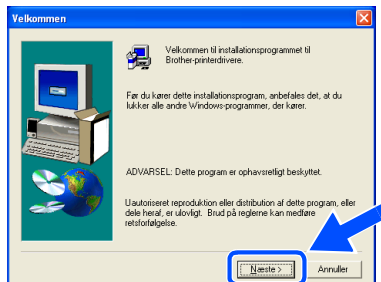 Velkommen
Velkommen til installationsprogrammet til
Brother-printerdrivere.
Før du kører dette installationsprogram, anbefales det, at du
lukker alle andre Windows-programmer, der kører.
ADVARSEL: Dette program er ophavsretligt beskyttet.
Uautoriseret reproduktion eller distribution af dette program, eller
dele heraf, er ulovligt. Brud på reglerne kan medføre
retsforfølgelse.
Næste >
Annuller